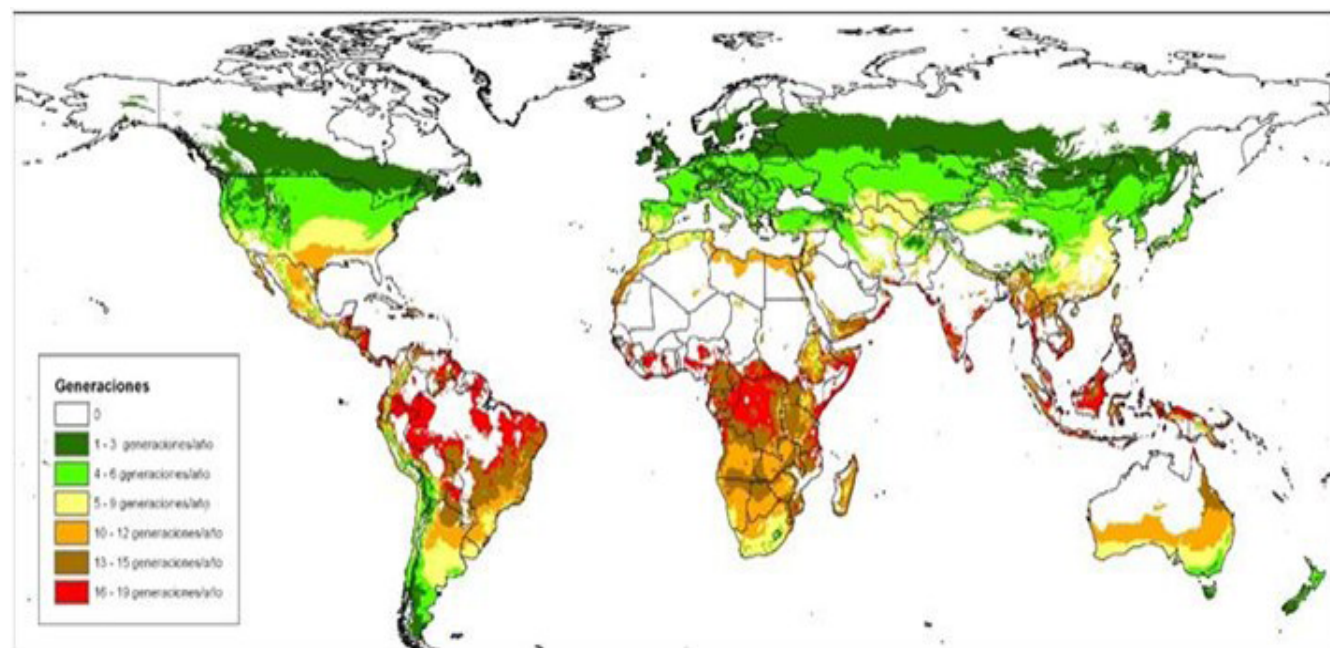 Generaciones
0
1 - 3 generaciones/año
4 - 6 generaciones/año
5 - 9 generaciones/año
10 - 12 generaciones/año
13 - 15 generaciones/año
16 - 19 generaciones/año